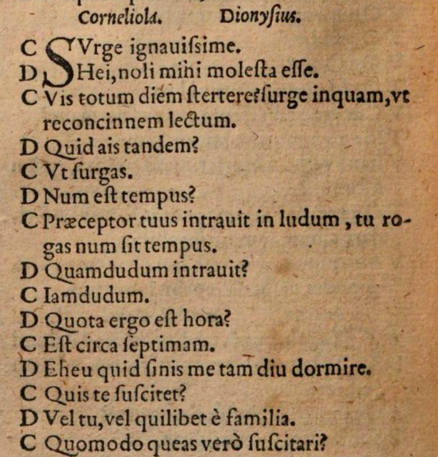 Corneliola. Dionyſius.
C SVrge ignauiſsime.
D Hei, noli mihi moleſta eſſe.
C Vis totum diem ſtertere? ſurge inquam, vt
reconcinnem lectum.
D Quid ais tandem?
C Vt ſurgas.
D Num eſt tempus?
C Præceptor tuus intrauit in ludum, tu ro-
gas num ſit tempus.
D Quamdudum intrauit?
C Iamdudum.
D Quota ergo eſt hora?
C Eſt circa ſeptimam.
D Eheu quid ſinis me tam diu dormire.
C Quis te ſuſcitet?
D Vel tu, vel quilibet è familia.
C Quomodo queas verò ſuſcitari?